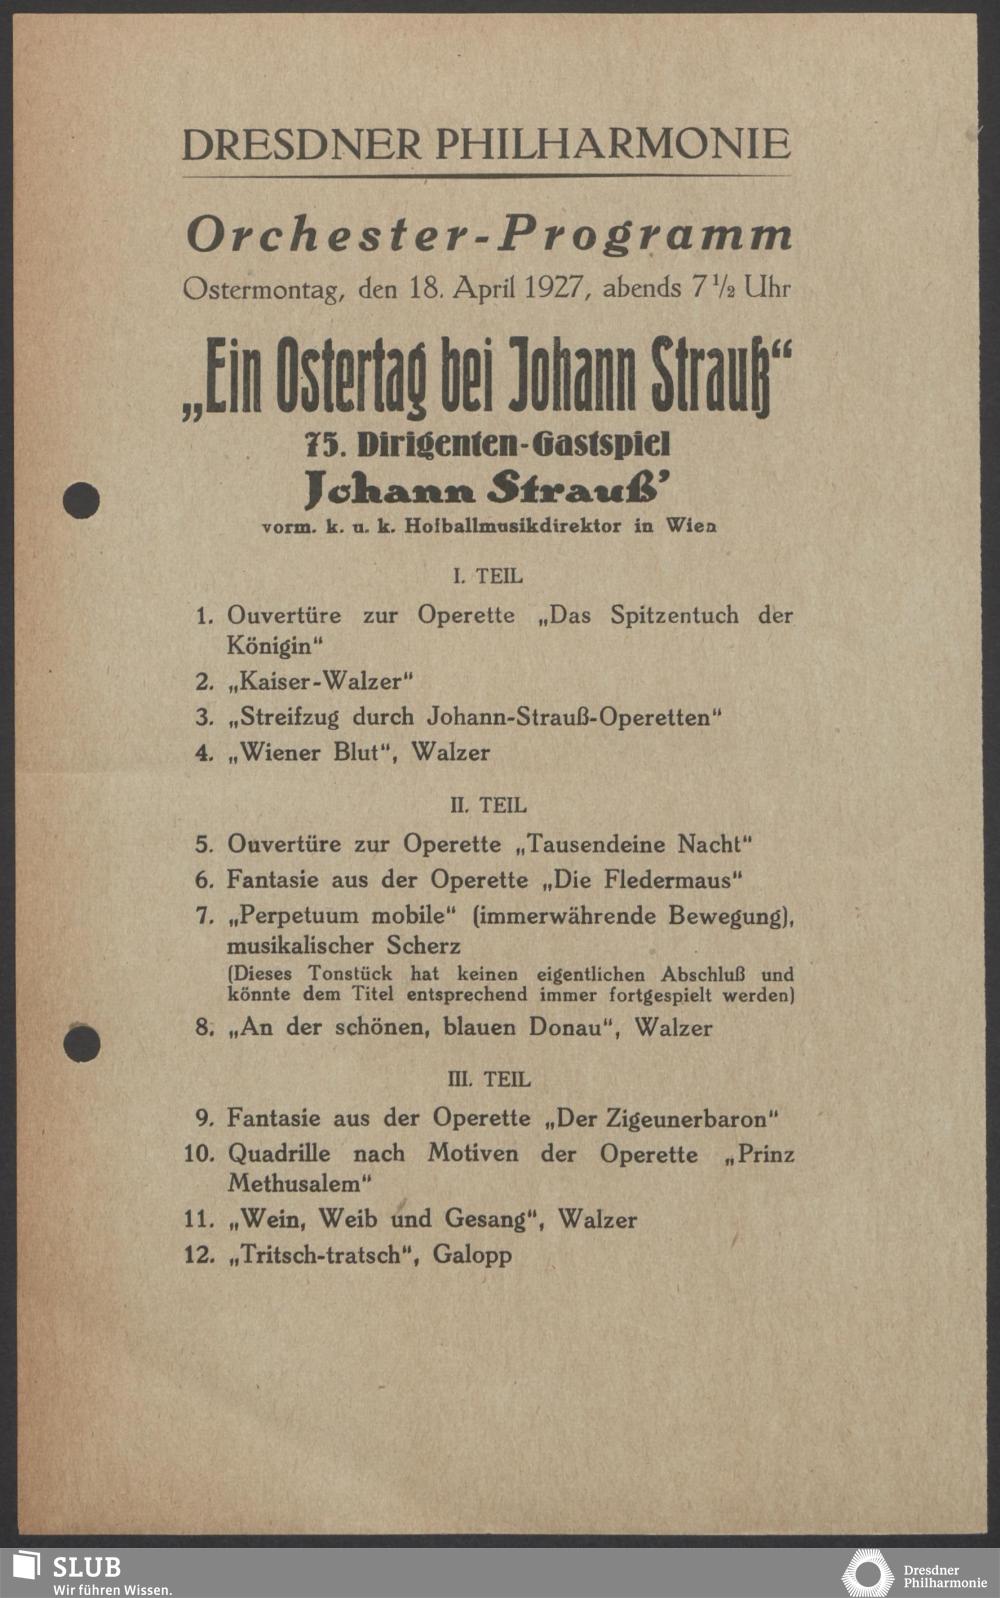 DRESDNER PHILHARMONIE
Orchester-Programm
Ostermontag, den 18. April 1927, abends 7 1/2 Uhr
„Ein Ostertag bei Johann Strauß“
75. Dirigenten-Gastspiel
Johann Strauß’
vorm. k. u. k. Hofballmusikdirektor in Wien
I. TEIL
1. Ouvertüre zur Operette „Das Spitzentuch der
Königin“
2. „Kaiser-Walzer“
3. „Streifzug durch Johann-Strauß-Operetten“
4. „Wiener Blut“, Walzer
II. TEIL
5. Ouvertüre zur Operette „Tausendeine Nacht“
6. Fantasie aus der Operette „Die Fledermaus“
7. „Perpetuum mobile“ (immerwährende Bewegung),
musikalischer Scherz
(Dieses Tonstück hat keinen eigentlichen Abschluß und
könnte dem Titel entsprechend immer fortgespielt werden)
8. „An der schönen, blauen Donau“, Walzer
III. TEIL
9. Fantasie aus der Operette „Der Zigeunerbaron“
10. Quadrille nach Motiven der Operette „Prinz
Methusalem“
11. „Wein, Weib und Gesang“, Walzer
12. „Tritsch-tratsch“, Galopp
SLUB
Wir führen Wissen.
Dresdner
Philharmonie